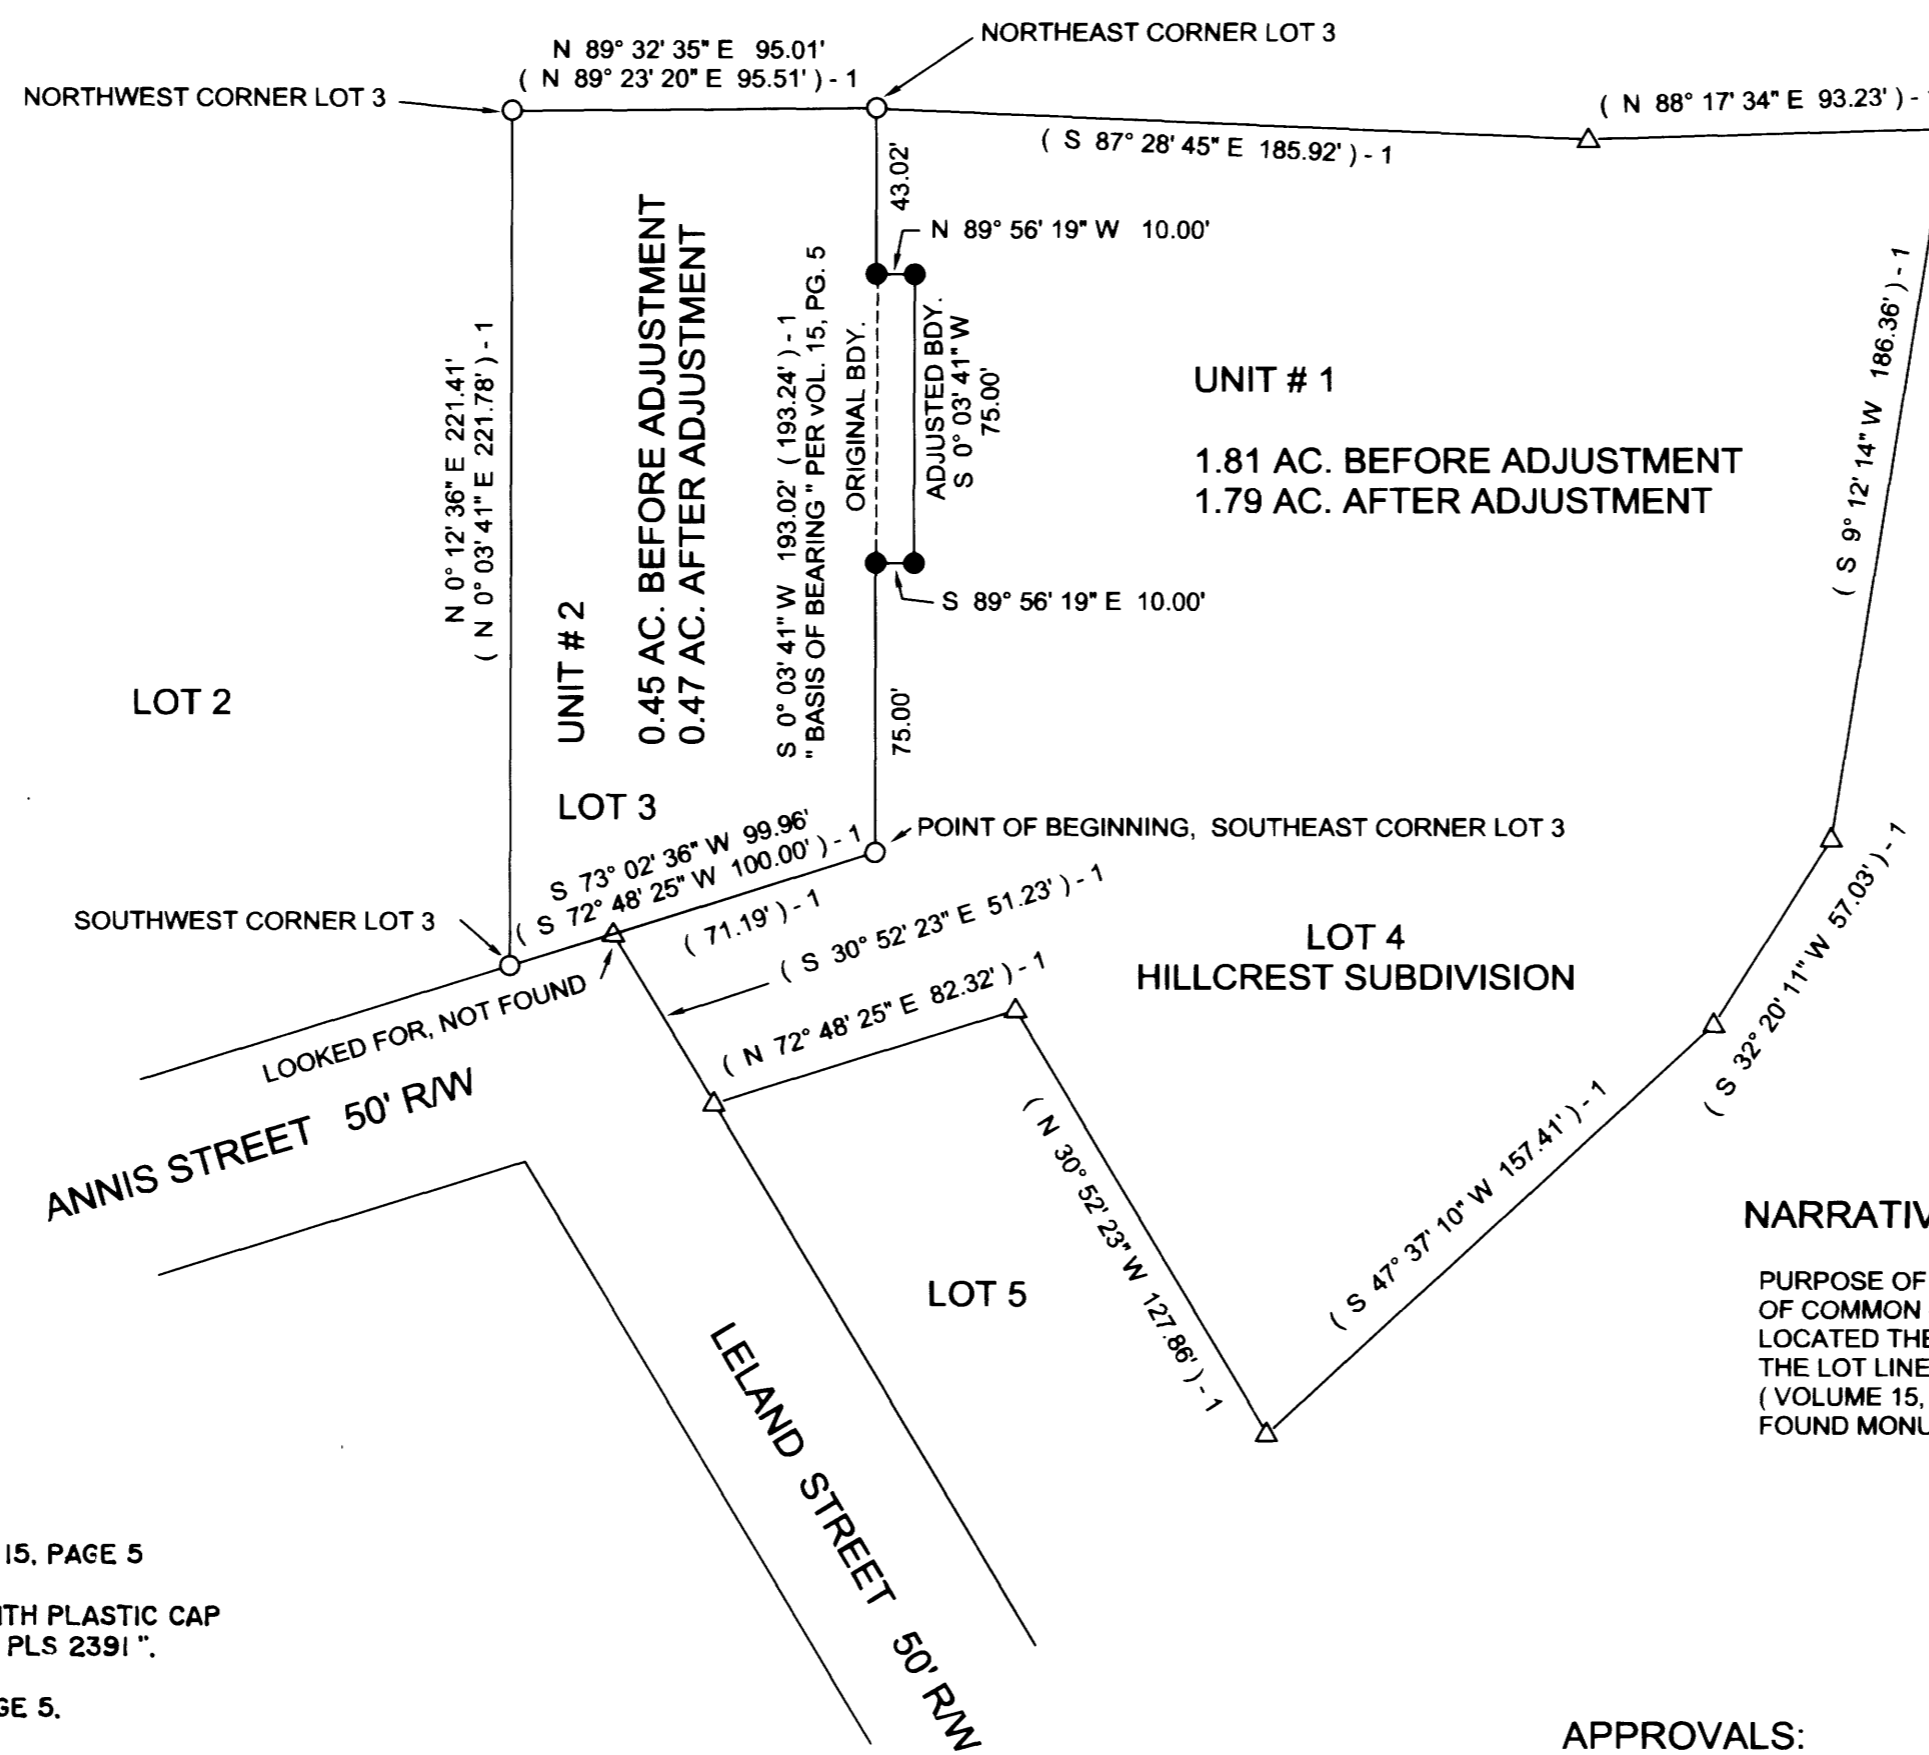 N 89° 32' 35" E 95.01'
( N 89° 23' 20" E 95.51' ) - 1
NORTHEAST CORNER LOT 3
NORTHWEST CORNER LOT 3
( N 88° 17' 34" E 93.23' ) -
( S 87° 28' 45" E 185.92' ) - 1
43.02'
N 89° 56' 19" W 10.00'
N 0° 12' 36" E 221.41'
( N 0° 03' 41" E 221.78' ) - 1
UNIT # 2
0.45 AC. BEFORE ADJUSTMENT
0.47 AC. AFTER ADJUSTMENT
S 0° 03' 41" W 193.02' ( 193.24' ) - 1
" BASIS OF BEARING " PER vOL. 15, PG. 5
ORIGINAL BDY.
ADJUSTED BDY.
S 0° 03' 41" W
75.00'
UNIT # 1
1.81 AC. BEFORE ADJUSTMENT
1.79 AC. AFTER ADJUSTMENT
( S 9° 12' 14" W 186.36' ) - 1
S 89° 56' 19" E 10.00'
LOT 2
75.00'
LOT 3
POINT OF BEGINNING, SOUTHEAST CORNER LOT 3
S 73° 02' 36" W 99.96'
( S 72° 48' 25" W 100.00' ) - 1
SOUTHWEST CORNER LOT 3
( 71.19' ) - 1
( S 30° 52' 23" E 51.23' ) - 1
( N 72° 48' 25" E 82.32' ) - 1
LOT 4
HILLCREST SUBDIVISION
( S 32° 20' 11" W 57.03' ) - 1
LOOKED FOR, NOT FOUND
ANNIS STREET 50' R/W
( N 30° 52' 23" W 127.86' ) - 1
( S 47° 37' 10" W 157.41' ) - 1
LOT 5
LELAND STREET 50' R/W
NARRATIV
PURPOSE OF
OF COMMON
LOCATED THE
THE LOT LINE
( VOLUME 15,
FOUND MONU
15, PAGE 5
ITH PLASTIC CAP
PLS 2391 ".
GE 5.
APPROVALS: